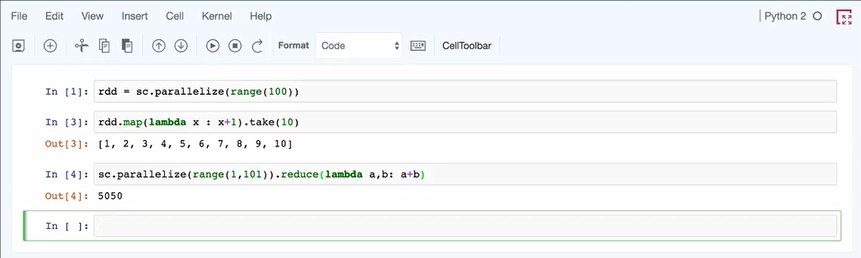 File Edit View Insert Cell Kernel Help Python 2
Format Code CellToolbar
In [1]: rdd = sc.parallelize(range(100))
In [3]: rdd.map(lambda x : x+1).take(10)
Out[3]: [1, 2, 3, 4, 5, 6, 7, 8, 9, 10]
In [4]: sc.parallelize(range(1,101)).reduce(lambda a,b: a+b)
Out[4]: 5050
In [ ]: